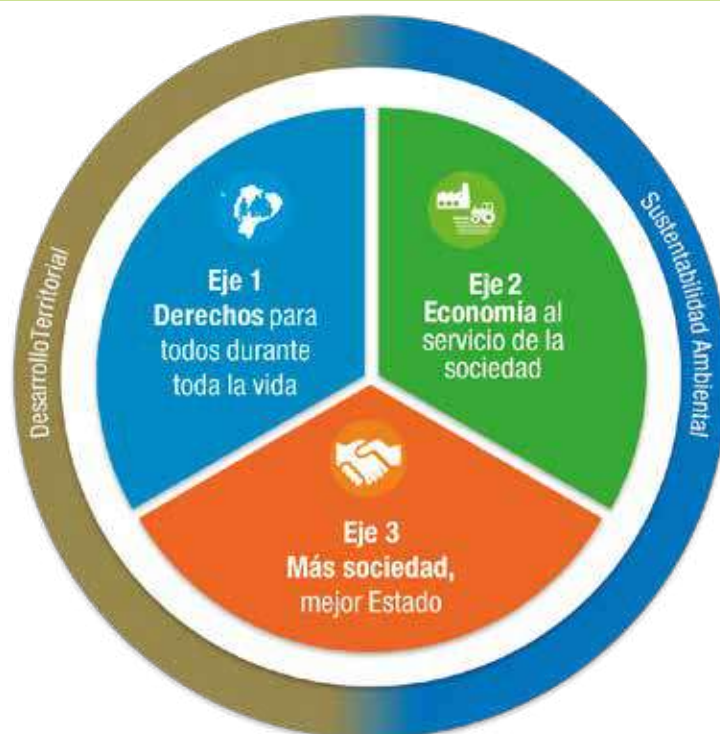 Eje 1
Derechos para
todos durante
toda la vida
Eje 2
Economía al
servicio de la
sociedad
Eje 3
Más sociedad,
mejor Estado
DesarrolloTerritorial
Sustentabilidad Ambiental